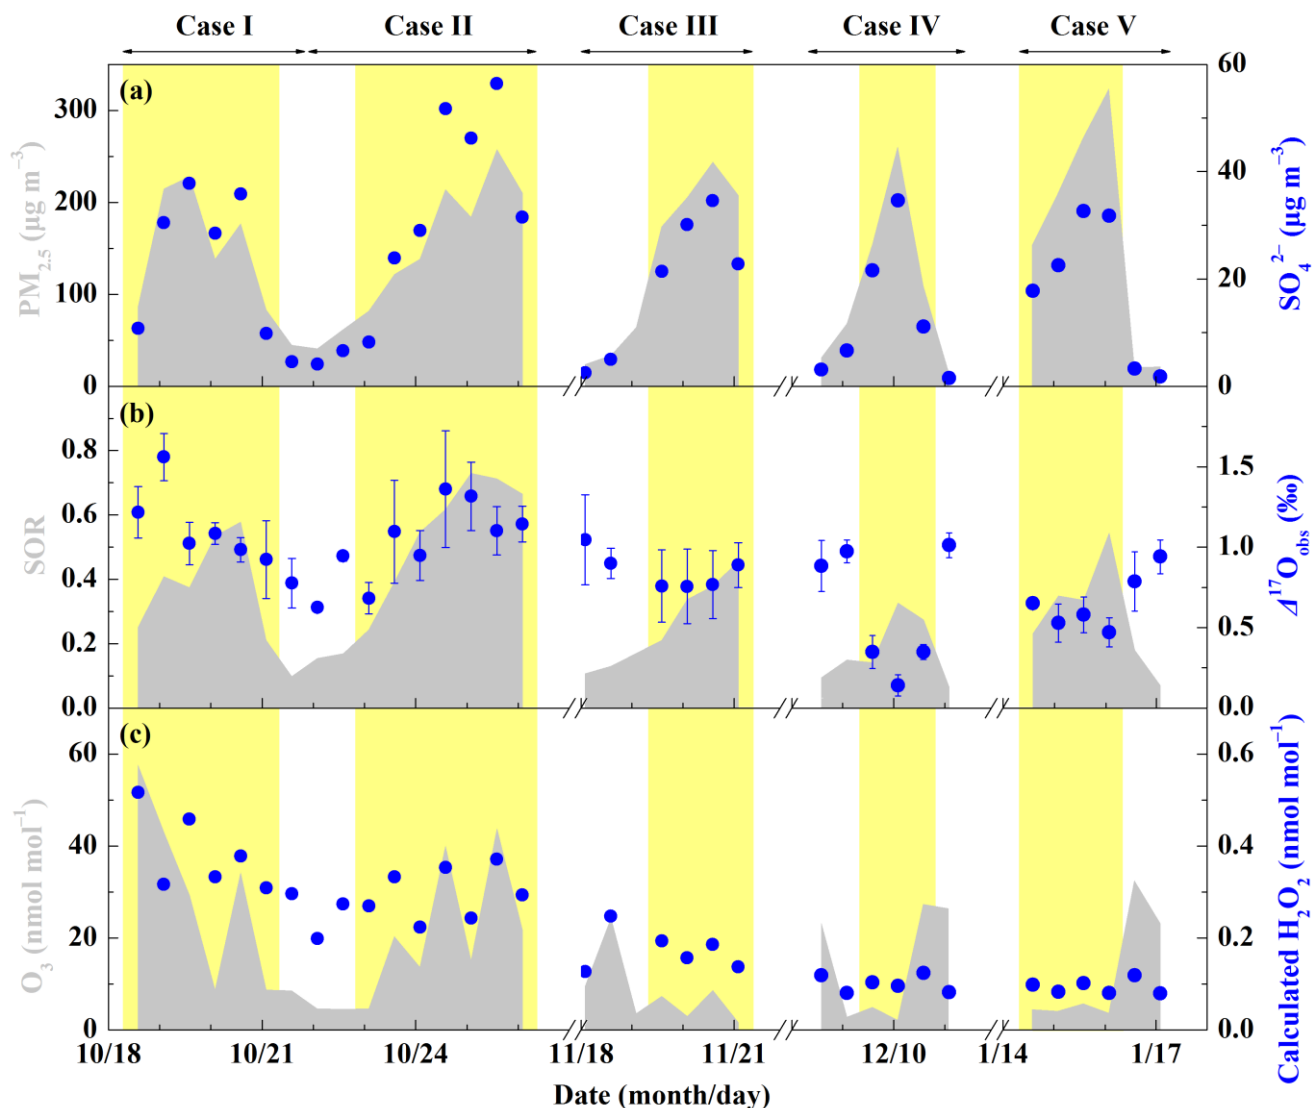 Case I Case II Case III Case IV Case V
(a)
300
200
100
0
PM2.5 (μg m−3)
60
40
20
0
SO4 2− (μg m−3)
(b)
0.8
0.6
0.4
0.2
0.0
SOR
1.5
1.0
0.5
0.0
Δ17Oobs (‰)
(c)
60
40
20
0
O3 (nmol mol−1)
0.6
0.4
0.2
0.0
Calculated H2O2 (nmol mol−1)
10/18 10/21 10/24 11/18 11/21 12/10 1/14 1/17
Date (month/day)